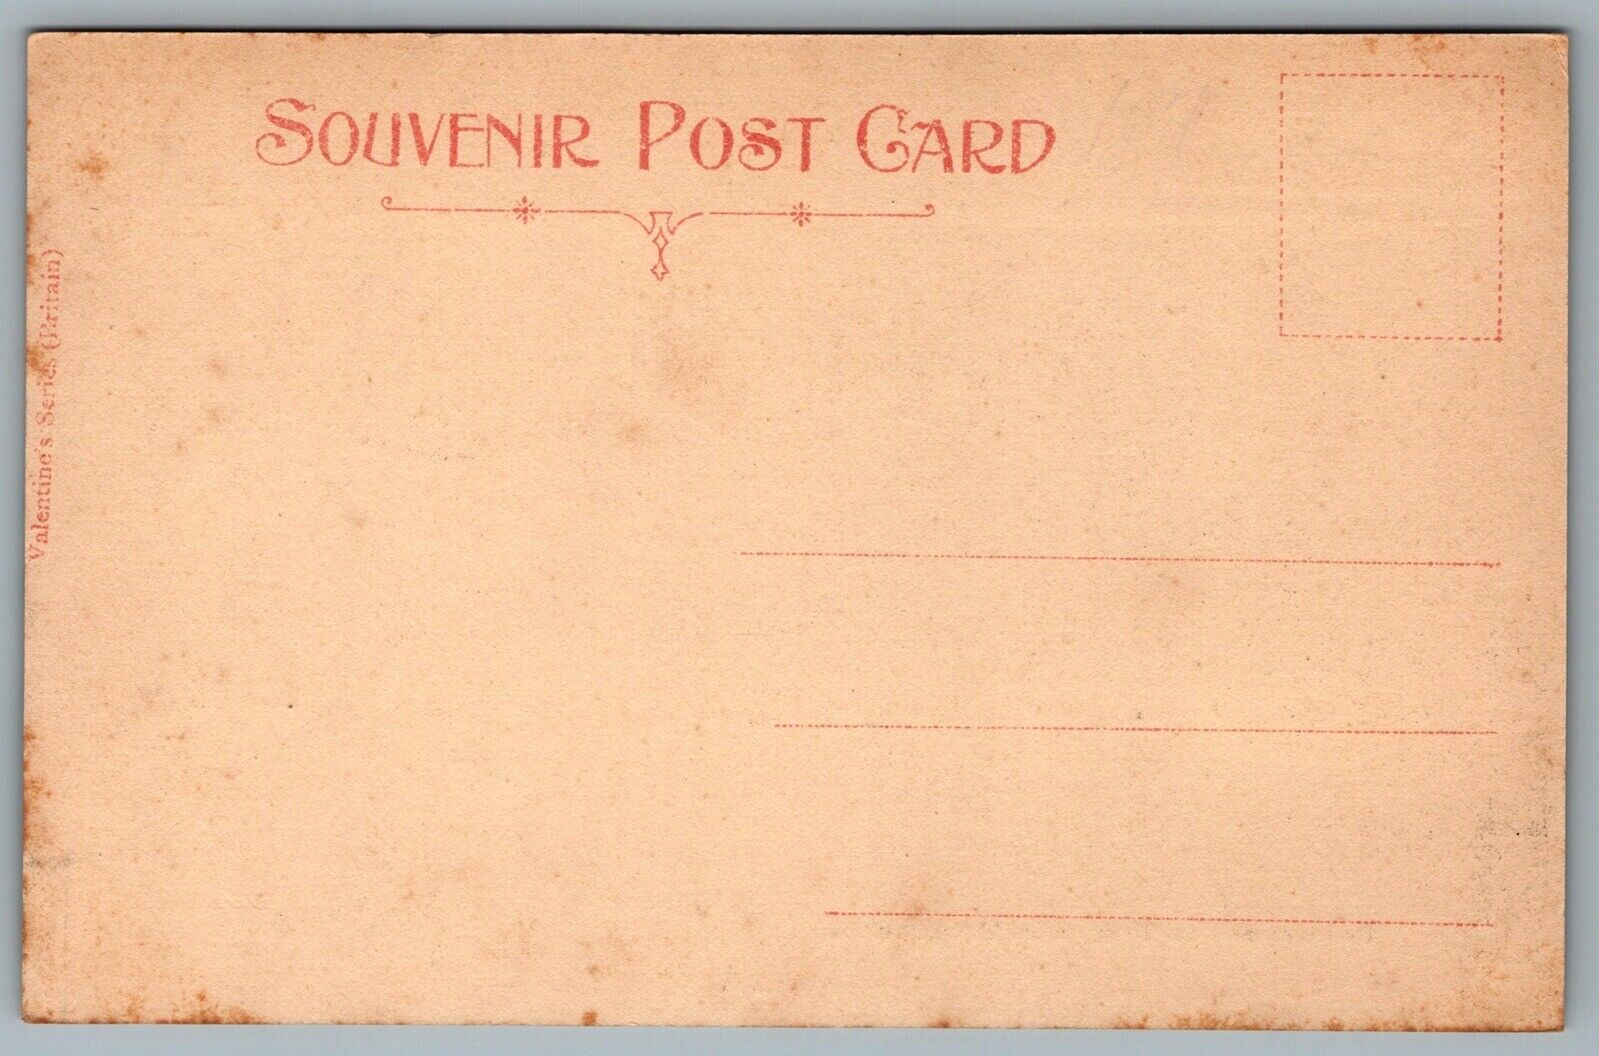 SOUVENIR POST CARD
Valentine's Series (Britain)